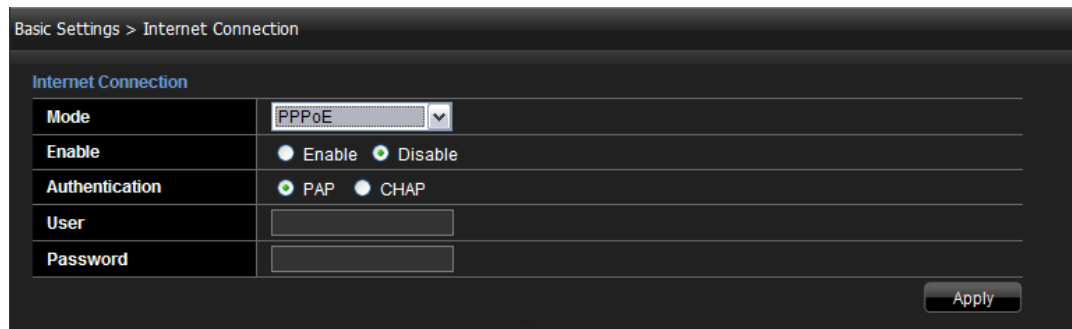 Basic Settings > Internet Connection
Internet Connection
Mode PPPoE
Enable Enable Disable
Authentication PAP CHAP
User
Password
Apply